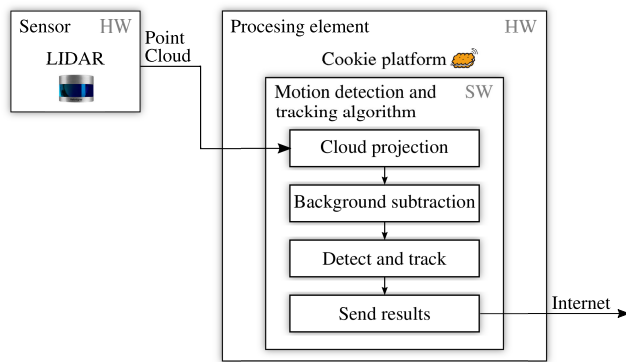 Sensor HW
LIDAR
Point
Cloud
Procesing element HW
Cookie platform
Motion detection and SW
tracking algorithm
Cloud projection
Background subtraction
Detect and track
Send results
Internet